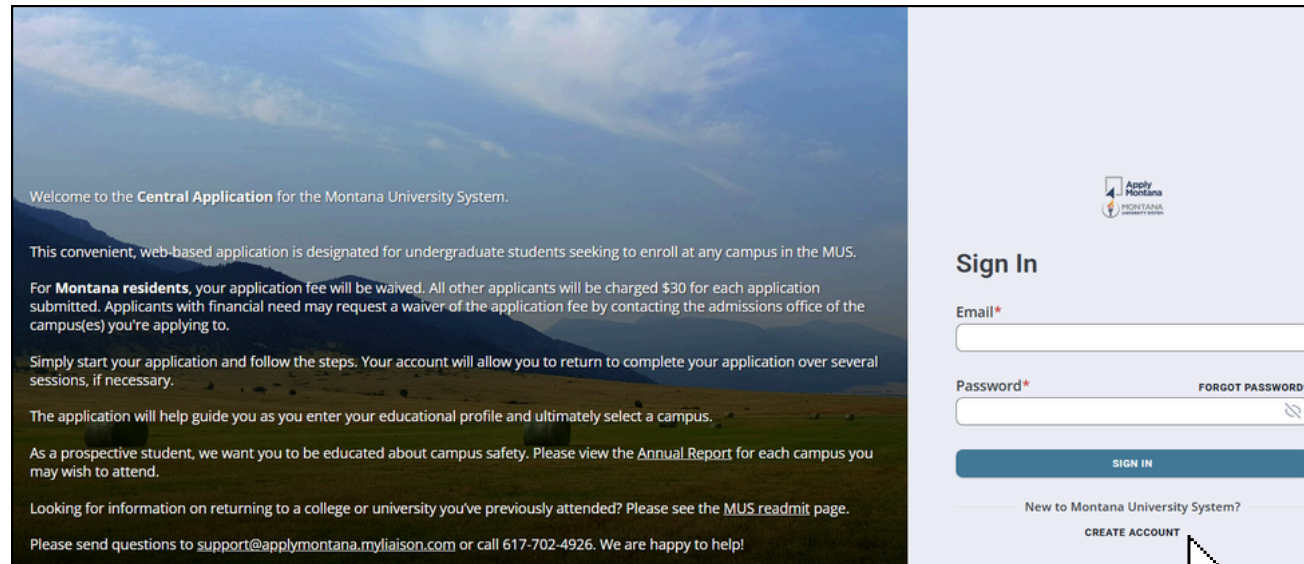 Welcome to the Central Application for the Montana University System.
This convenient, web-based application is designated for undergraduate students seeking to enroll at any campus in the MUS.
For Montana residents, your application fee will be waived. All other applicants will be charged $30 for each application
submitted. Applicants with financial need may request a waiver of the application fee by contacting the admissions office of the
campus(es) you're applying to.
Simply start your application and follow the steps. Your account will allow you to return to complete your application over several
sessions, if necessary.
The application will help guide you as you enter your educational profile and ultimately select a campus.
As a prospective student, we want you to be educated about campus safety. Please view the Annual Report for each campus you
may wish to attend.
Looking for information on returning to a college or university you've previously attended? Please see the MUS readmit page.
Please send questions to support@applymontana.myliaison.com or call 617-702-4926. We are happy to help!
Apply
Montana
MONTANA
UNIVERSITY SYSTEM
Sign In
Email*
Password*
FORGOT PASSWORD
SIGN IN
New to Montana University System?
CREATE ACCOUNT